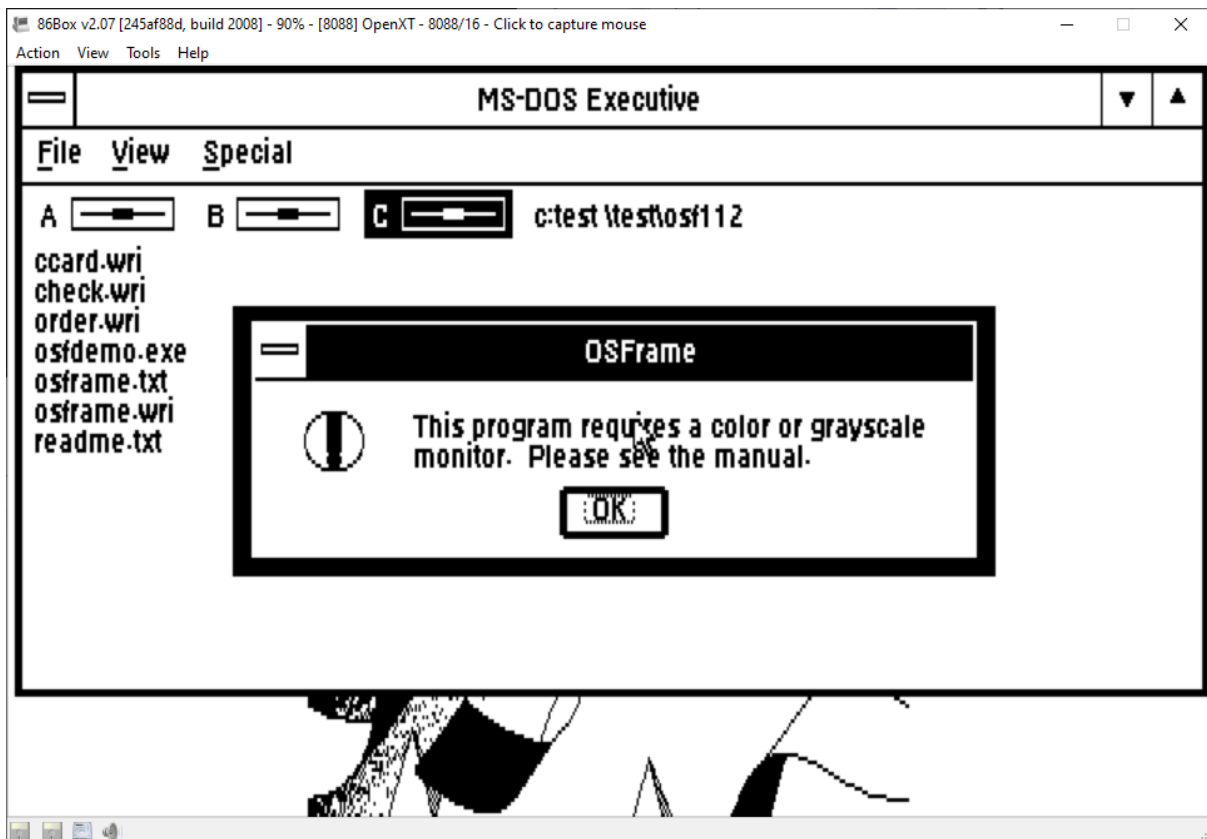 86Box v2.07 [245af88d, build 2008] - 90% - [8088] OpenXT - 8088/16 - Click to capture mouse
Action View Tools Help
MS-DOS Executive
File View Special
A B C c:test \test\osf112
ccard.wri
check.wri
order.wri
osfdemo.exe
osframe.txt
osframe.wri
readme.txt
OSFrame
This program requires a color or grayscale
monitor. Please see the manual.
OK